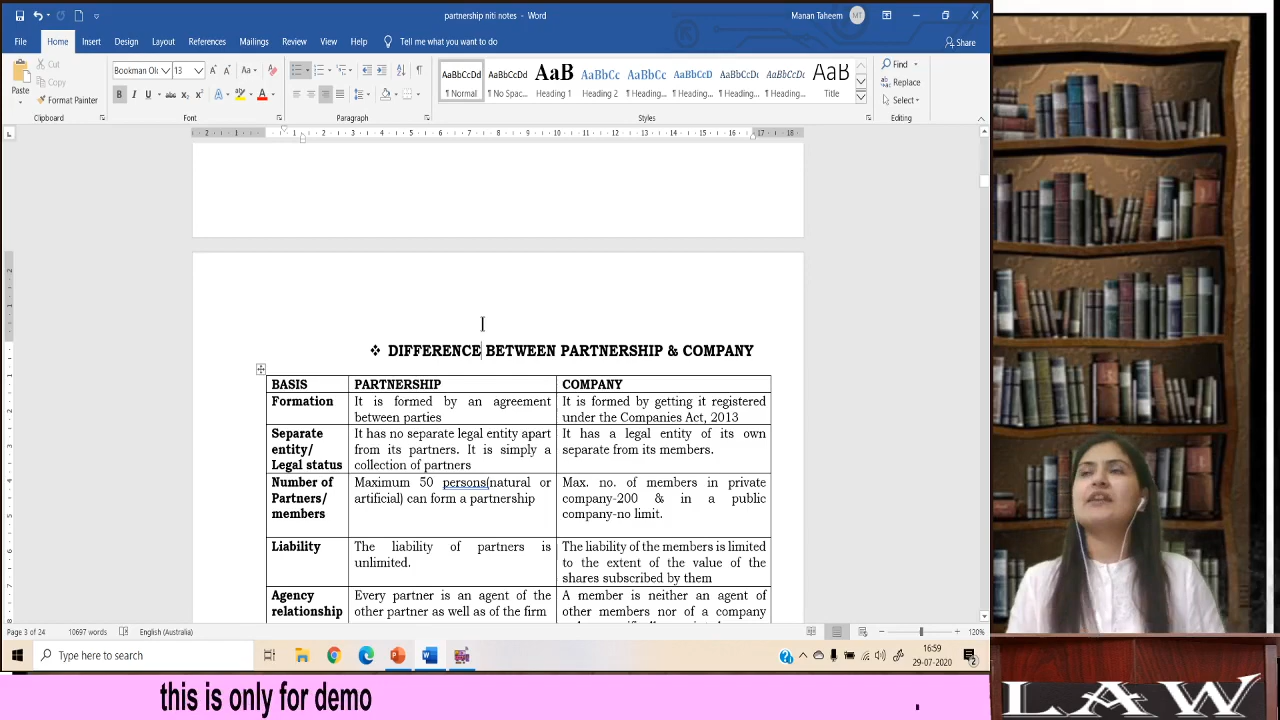 partnership niti notes - Word
Manan Taheem
MT
File
Home
Insert
Design
Layout
References
Mailings
Review
View
Help
Tell me what you want to do
Share
Paste
Cut
Copy
Format Painter
Clipboard
Bookman Ol
13
Font
Paragraph
AaBbCcDd
¶ Normal
AaBbCcDd
¶ No Spac...
AaB
Heading 1
AaBbCc
Heading 2
AaBbCc
¶ Heading...
AaBbCcD
¶ Heading...
AaBbCcDc
¶ Heading...
AaBbCcDc
¶ Heading...
AaB
Title
Styles
Find
Replace
Select
Editing
❖ DIFFERENCE BETWEEN PARTNERSHIP & COMPANY
BASIS
PARTNERSHIP
COMPANY
Formation
It is formed by an agreement
between parties
It is formed by getting it registered
under the Companies Act, 2013
Separate
entity/
Legal status
It has no separate legal entity apart
from its partners. It is simply a
collection of partners
It has a legal entity of its own
separate from its members.
Number of
Partners/
members
Maximun 50 persons(natural or
artificial) can form a partnership
Max. no. of members in private
company-200 & in a public
company-no limit.
Liability
The liability of partners is
unlimited.
The liability of the members is limited
to the extent of the value of the
shares subscribed by them
Agency
relationship
Every partner is an agent of the
other partner as well as of the firm
A member is neither an agent of
other members nor of a company
Page 3 of 24
10697 words
English (Australia)
120%
Type here to search
16:59
29-07-2020
this is only for demo
.
LAW